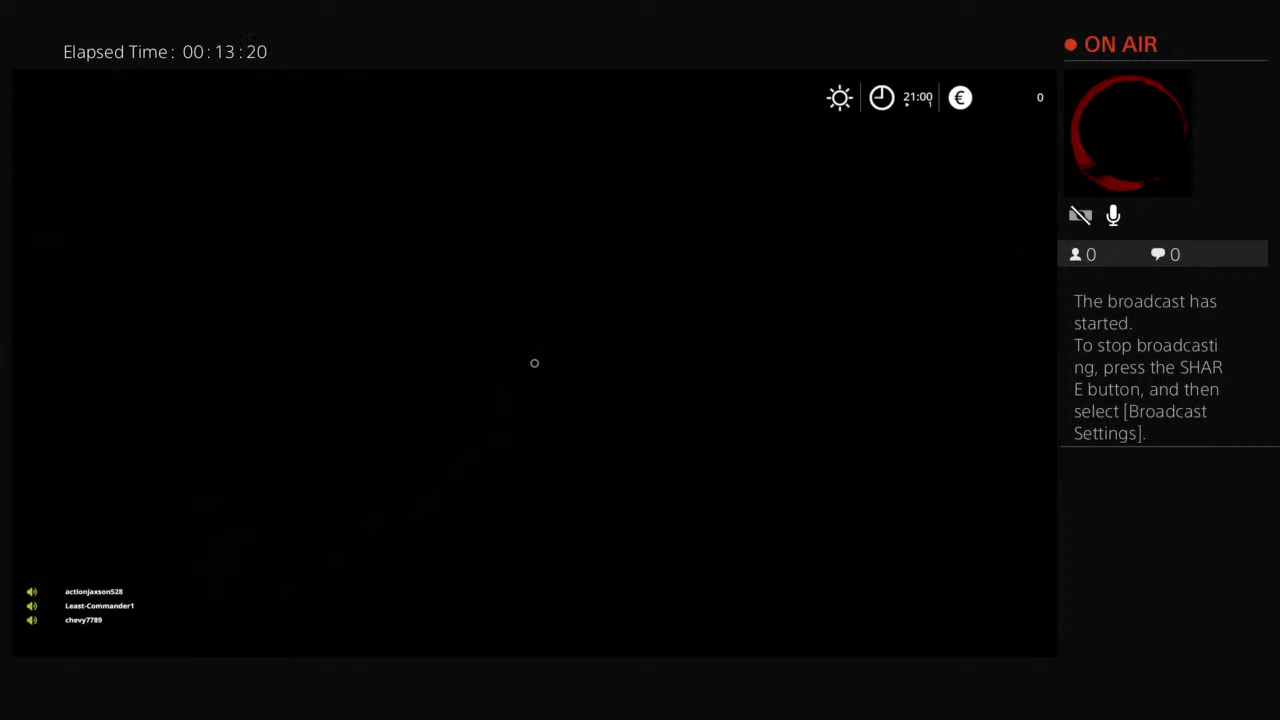 Elapsed Time: 00:13:20
ON AIR
21:00
€
0
0
0
The broadcast has
started.
To stop broadcasti
ng, press the SHAR
E button, and then
select [Broadcast
Settings].
actionjaxson528
Least-Commander1
chevy7789